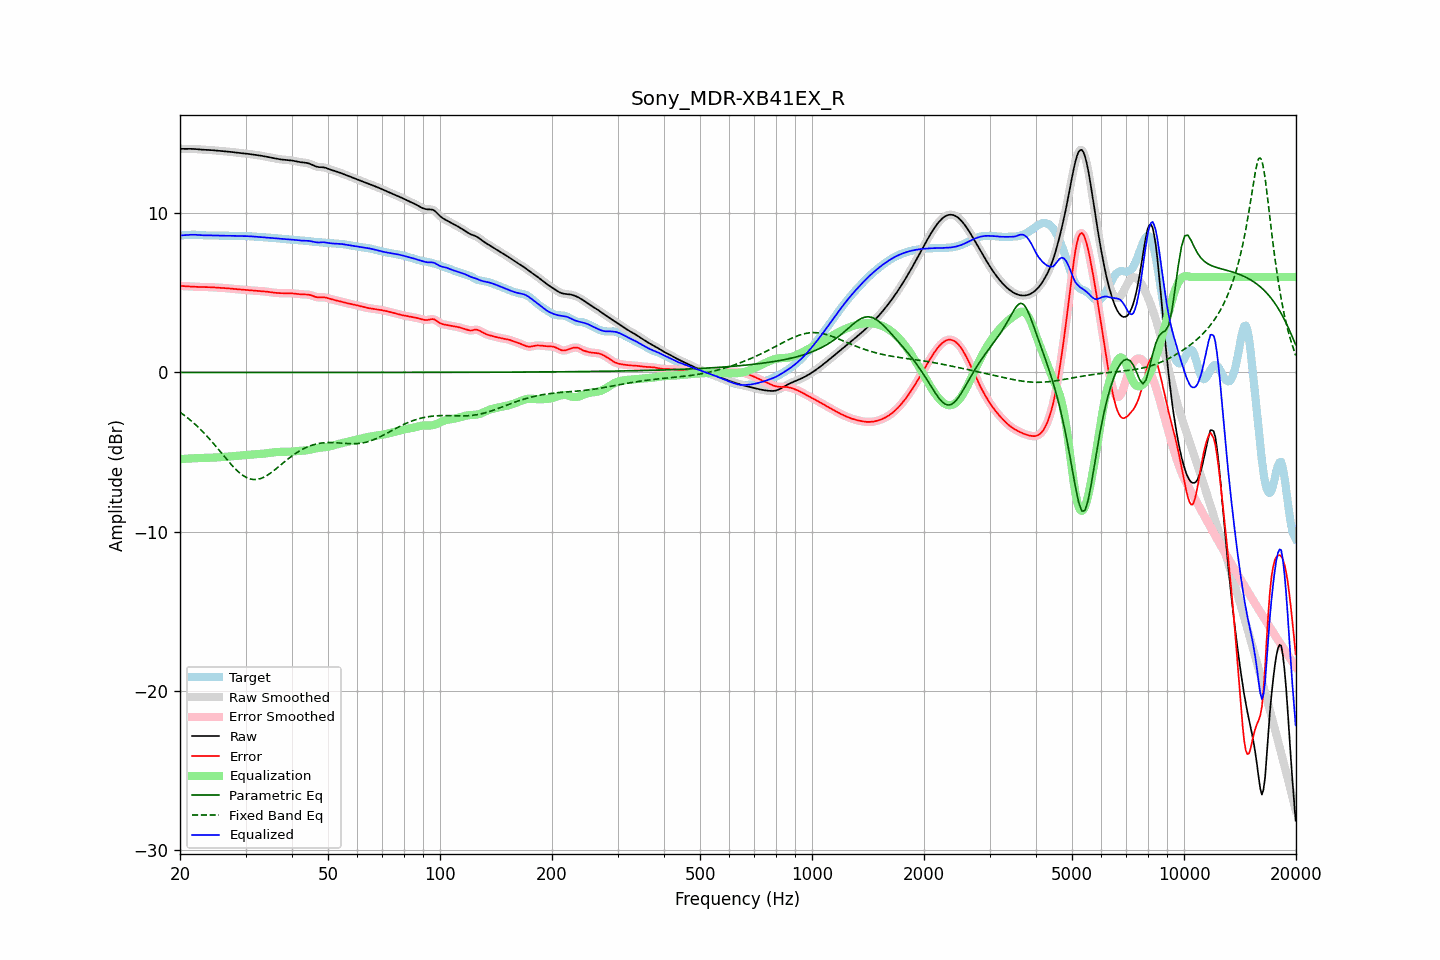 Sony_MDR-XB41EX_R
Amplitude (dBr)
10
0
−10
−20
−30
Target
Raw Smoothed
Error Smoothed
Raw
Error
Equalization
Parametric Eq
Fixed Band Eq
Equalized
20 50 100 200 500 1000 2000 5000 10000 20000
Frequency (Hz)